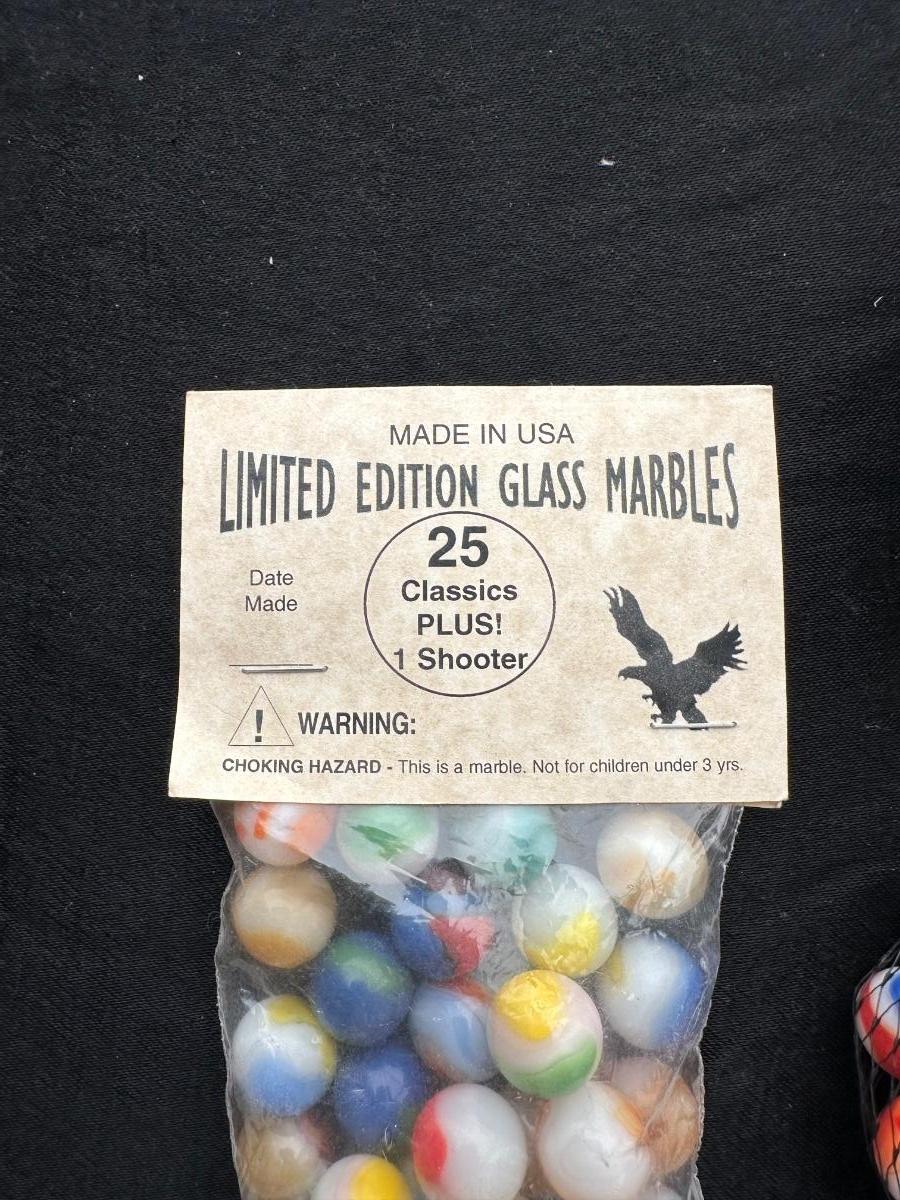 MADE IN USA
LIMITED EDITION GLASS MARBLES
25
Classics
PLUS!
1 Shooter
Date
Made
! WARNING:
CHOKING HAZARD - This is a marble. Not for children under 3 yrs.